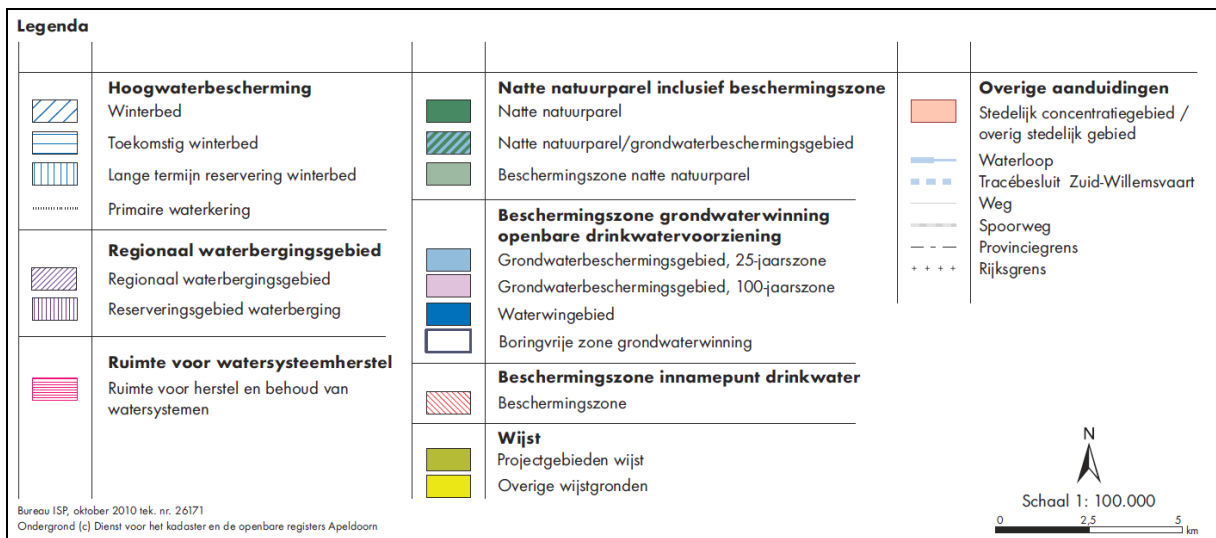 Legenda
Hoogwaterbescherming
Winterbed
Toekomstig winterbed
Lange termijn reservering winterbed
Primaire waterkering
Regionaal waterbergingsgebied
Regionaal waterbergingsgebied
Reserveringsgebied waterberging
Ruimte voor watersysteemherstel
Ruimte voor herstel en behoud van
watersystemen
Natte natuurparel inclusief beschermingszone
Natte natuurparel
Natte natuurparel/grondwaterbeschermingsgebied
Beschermingszone natte natuurparel
Beschermingszone grondwaterwinning
openbare drinkwatervoorziening
Grondwaterbeschermingsgebied, 25-jaarszone
Grondwaterbeschermingsgebied, 100-jaarszone
Waterwingebied
Boringvrije zone grondwaterwinning
Beschermingszone innamepunt drinkwater
Beschermingszone
Wijst
Projectgebieden wijst
Overige wijstgronden
Overige aanduidingen
Stedelijk concentratiegebied /
overig stedelijk gebied
Waterloop
Tracébesluit Zuid-Willemsvaart
Weg
Spoorweg
Provinciegrens
Rijksgrens
N
Schaal 1: 100.000
0 2,5 5
km
Bureau ISP, oktober 2010 tek. nr. 26171
Ondergrond (c) Dienst voor het kadaster en de openbare registers Apeldoorn